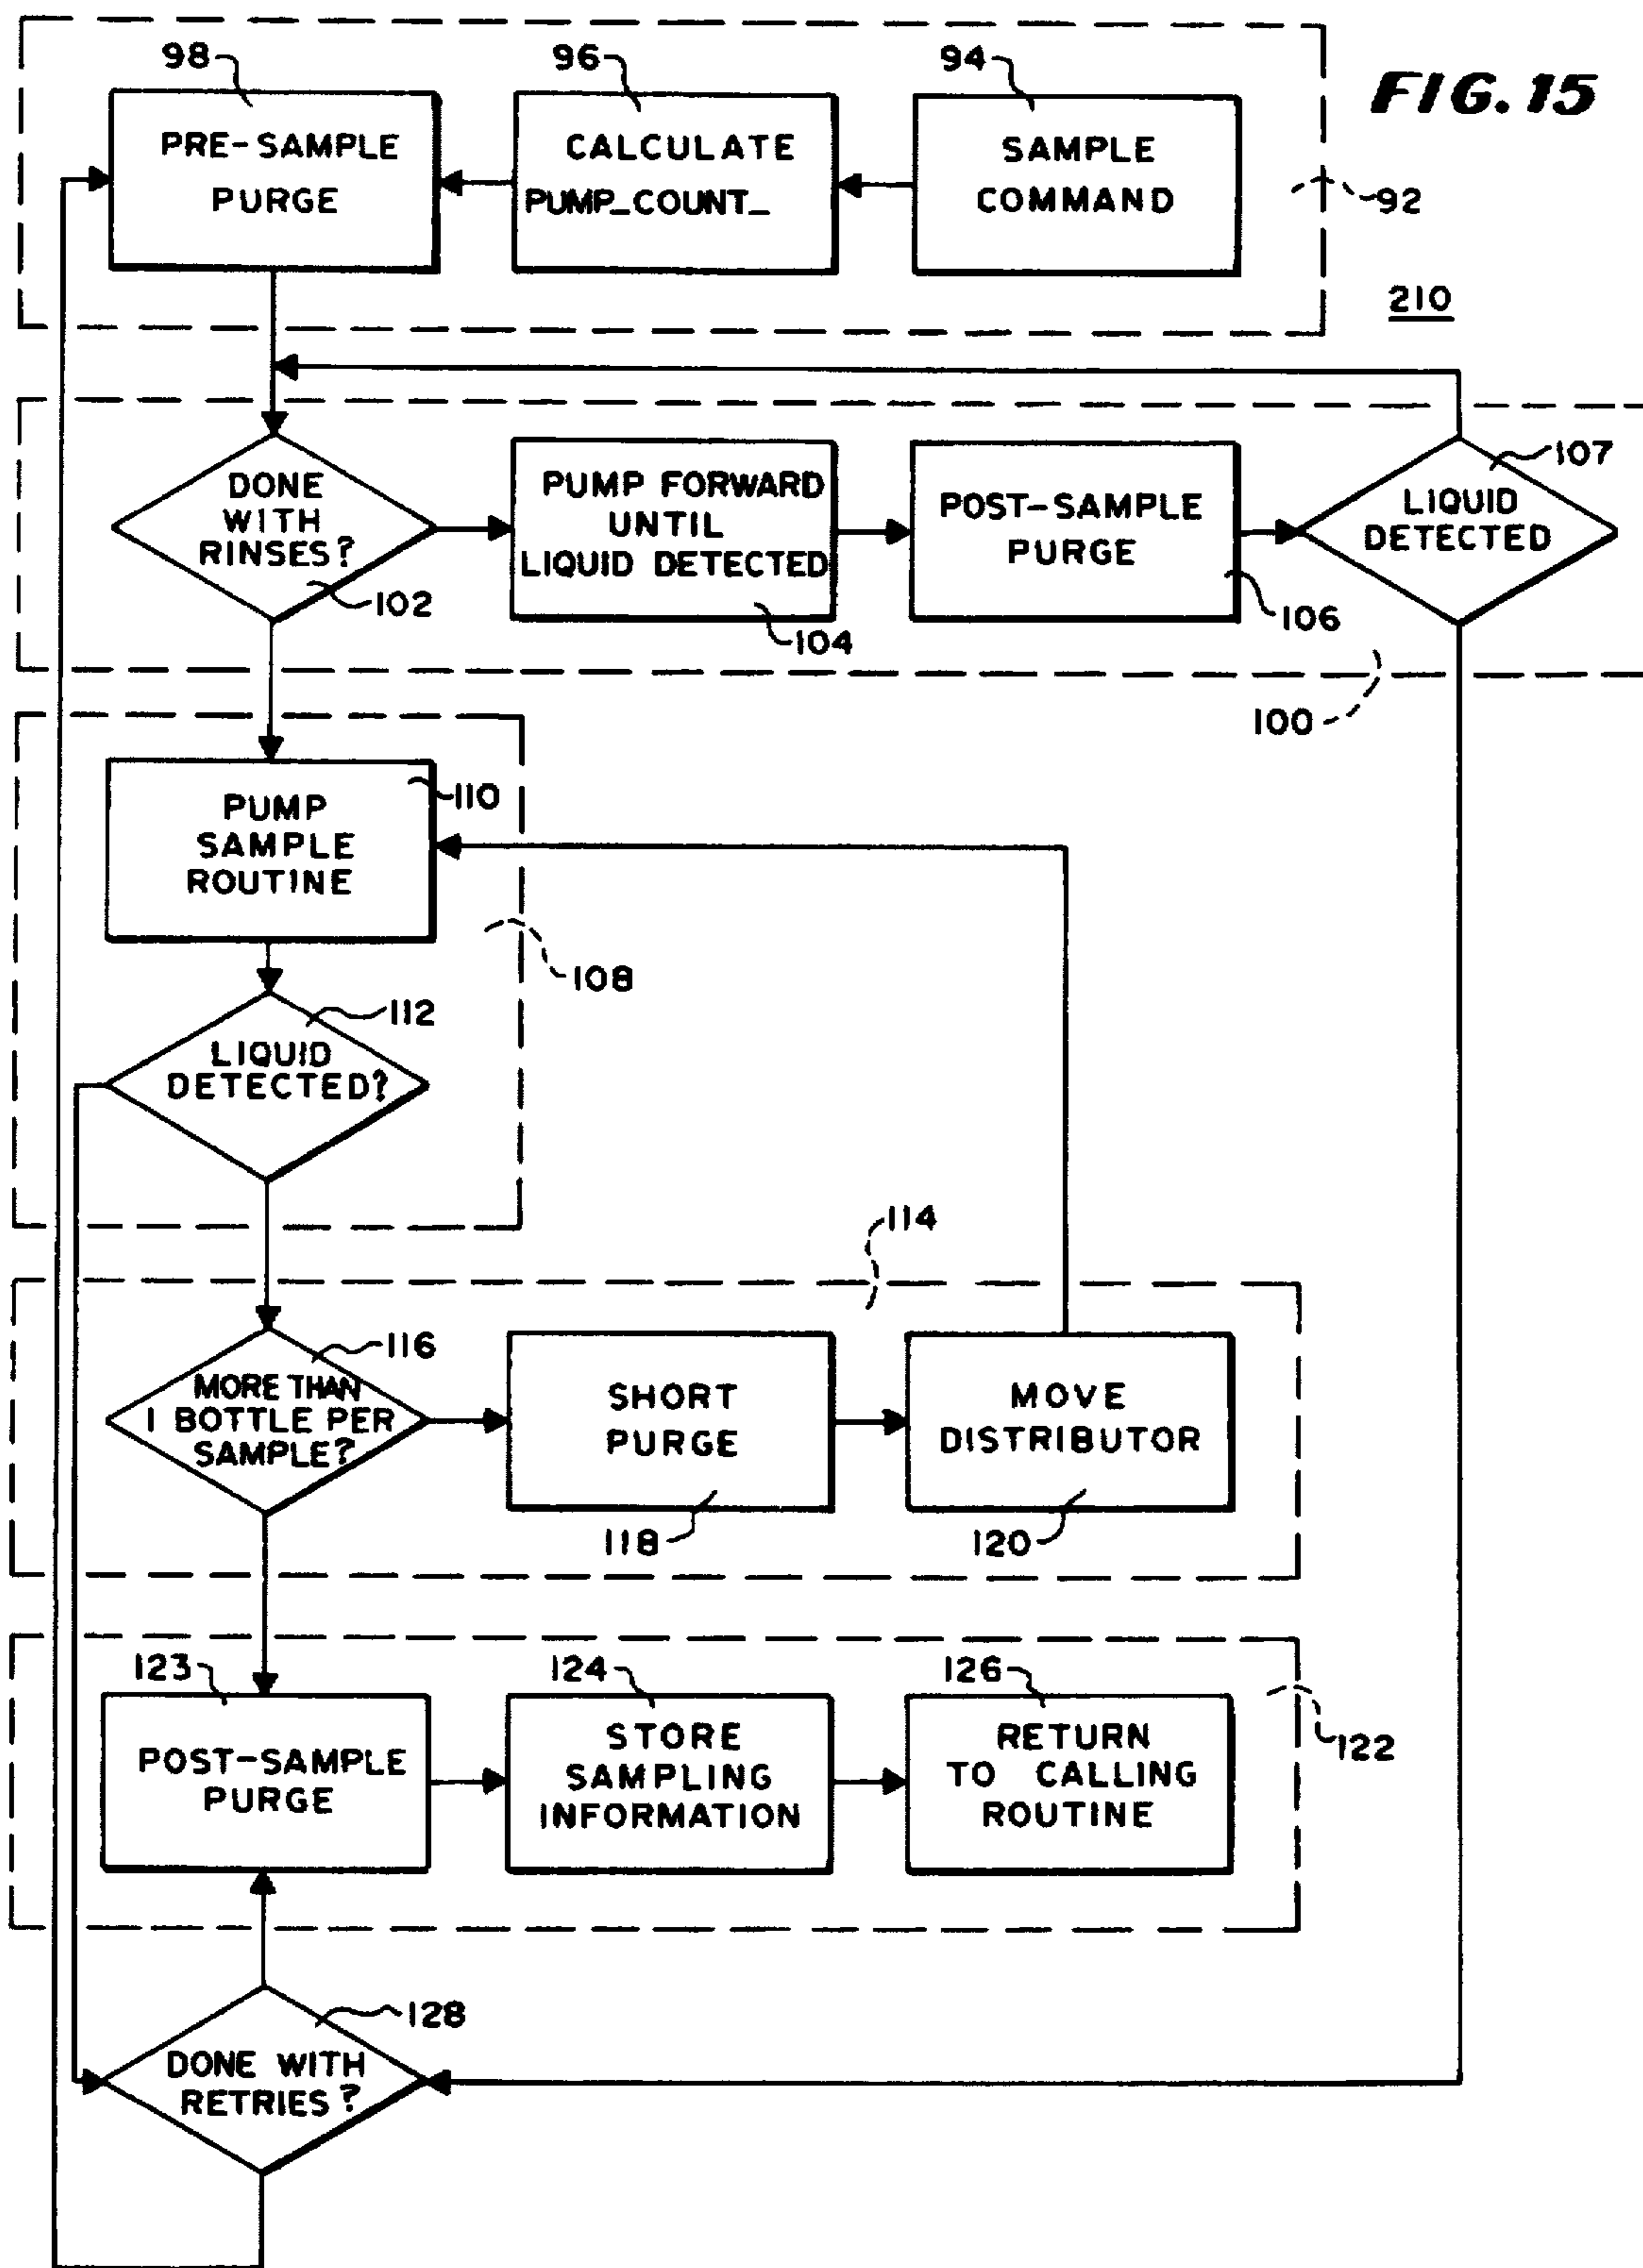 FIG. 15
98
96
94
PRE-SAMPLE
PURGE
CALCULATE
PUMP_COUNT_
SAMPLE
COMMAND
92
210
DONE
WITH
RINSES?
102
PUMP FORWARD
UNTIL
LIQUID DETECTED
104
POST-SAMPLE
PURGE
106
107
LIQUID
DETECTED
100
PUMP
SAMPLE
ROUTINE
110
108
112
LIQUID
DETECTED?
114
116
MORE THAN
1 BOTTLE PER
SAMPLE?
SHORT
PURGE
118
MOVE
DISTRIBUTOR
120
123
124
126
POST-SAMPLE
PURGE
STORE
SAMPLING
INFORMATION
RETURN
TO CALLING
ROUTINE
122
128
DONE WITH
RETRIES?